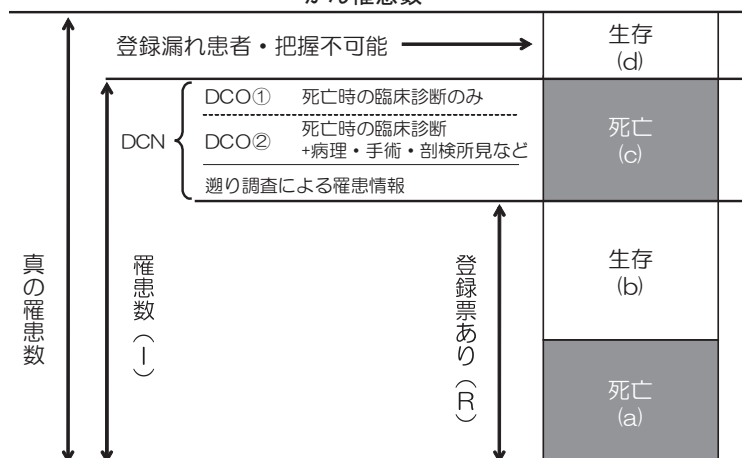 登録漏れ患者・把握不可能
生存
(d)
DCN
DCO① 死亡時の臨床診断のみ
DCO② 死亡時の臨床診断
+病理・手術・剖検所見など
遡り調査による罹患情報
死亡
(c)
真の罹患数
罹患数(I)
登録票あり(R)
生存
(b)
死亡
(a)